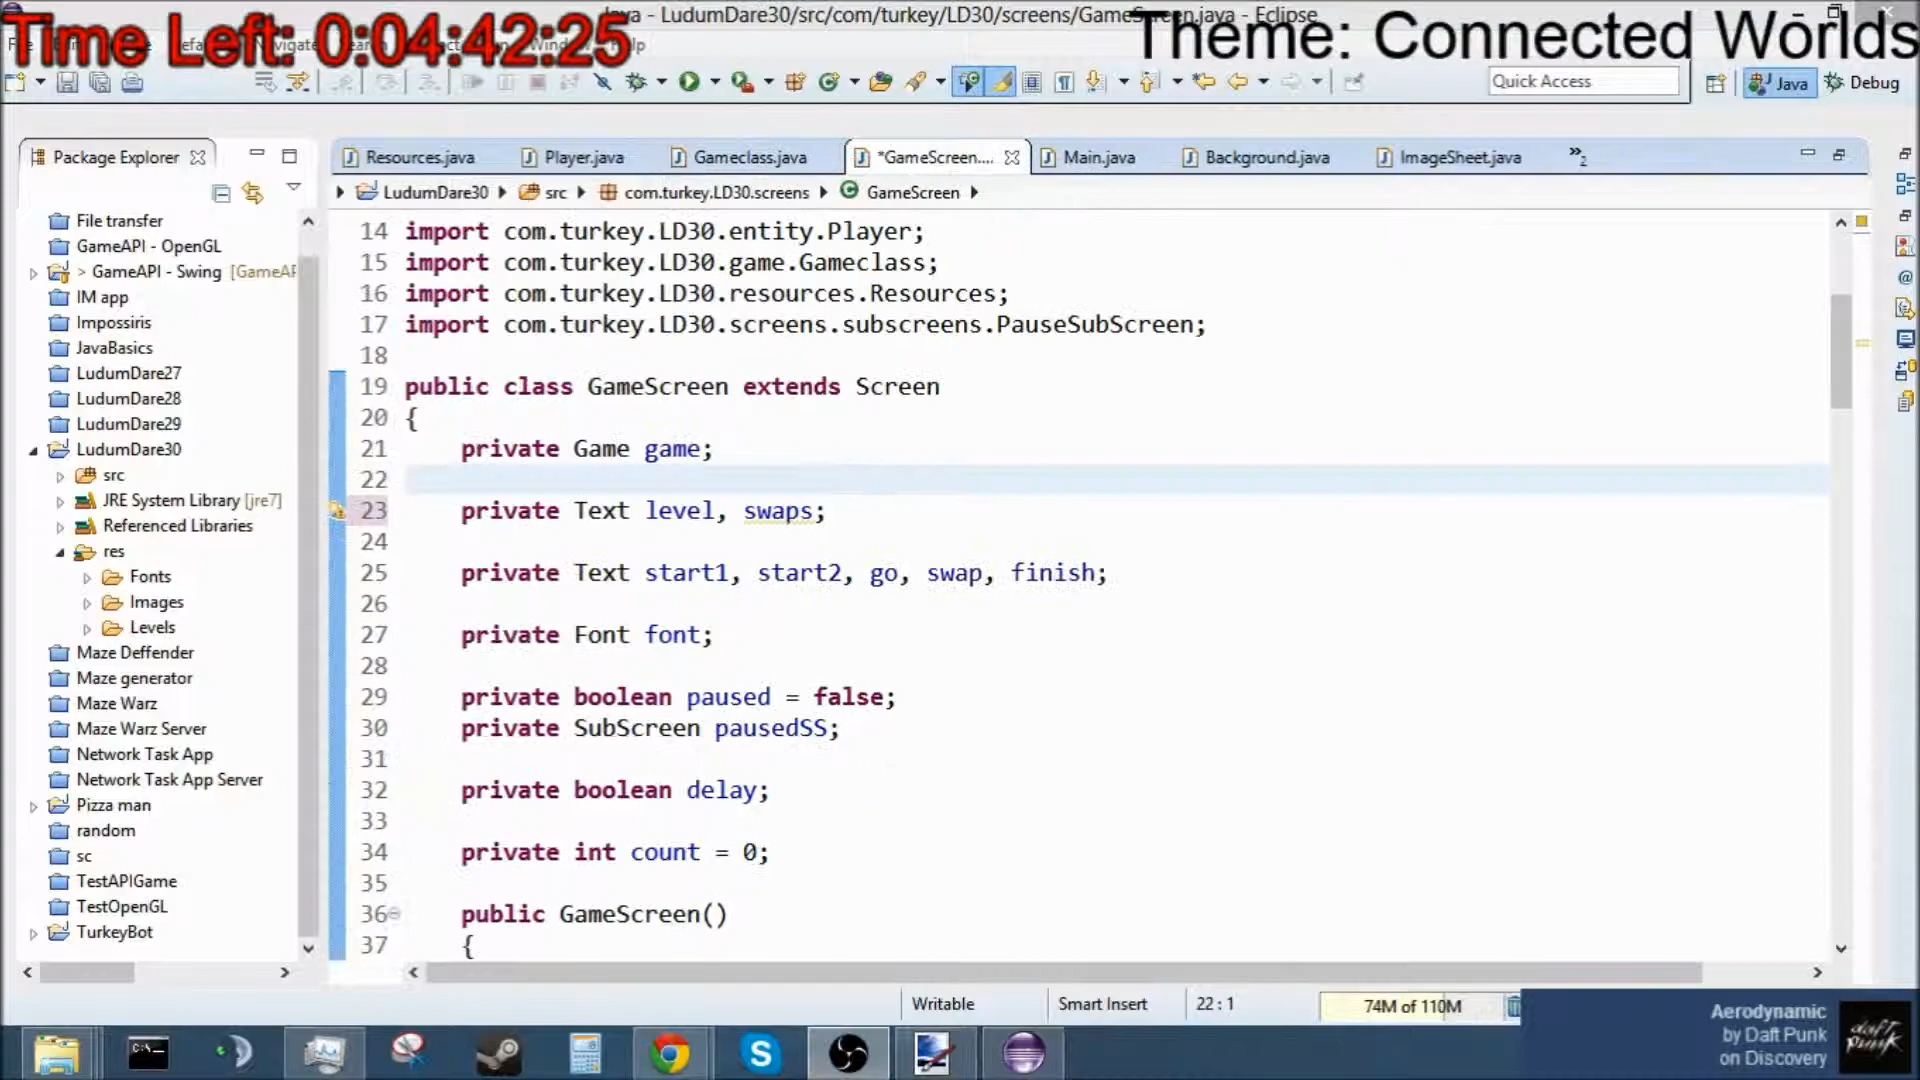 Java - LudumDare30/src/com/turkey/LD30/screens/GameScreen.java - Eclipse
Time Left: 0:04:42:25
Theme: Connected Worlds
Quick Access
Java
Debug
Package Explorer
Resources.java
Player.java
Gameclass.java
*GameScreen....
Main.java
Background.java
ImageSheet.java
2
LudumDare30
src
com.turkey.LD30.screens
GameScreen
File transfer
GameAPI - OpenGL
> GameAPI - Swing [GameAP
IM app
Impossiris
JavaBasics
LudumDare27
LudumDare28
LudumDare29
LudumDare30
src
JRE System Library [jre7]
Referenced Libraries
res
Fonts
Images
Levels
Maze Deffender
Maze generator
Maze Warz
Maze Warz Server
Network Task App
Network Task App Server
Pizza man
random
sc
TestAPIGame
TestOpenGL
TurkeyBot
14 import com.turkey.LD30.entity.Player;
15 import com.turkey.LD30.game.Gameclass;
16 import com.turkey.LD30.resources.Resources;
17 import com.turkey.LD30.screens.subscreens.PauseSubScreen;
18
19 public class GameScreen extends Screen
20 {
21 private Game game;
22
23 private Text level, swaps;
24
25 private Text start1, start2, go, swap, finish;
26
27 private Font font;
28
29 private boolean paused = false;
30 private SubScreen pausedSS;
31
32 private boolean delay;
33
34 private int count = 0;
35
36 public GameScreen()
37 {
Writable
Smart Insert
22 : 1
74M of 110M
Aerodynamic
by Daft Punk
on Discovery
daft punk